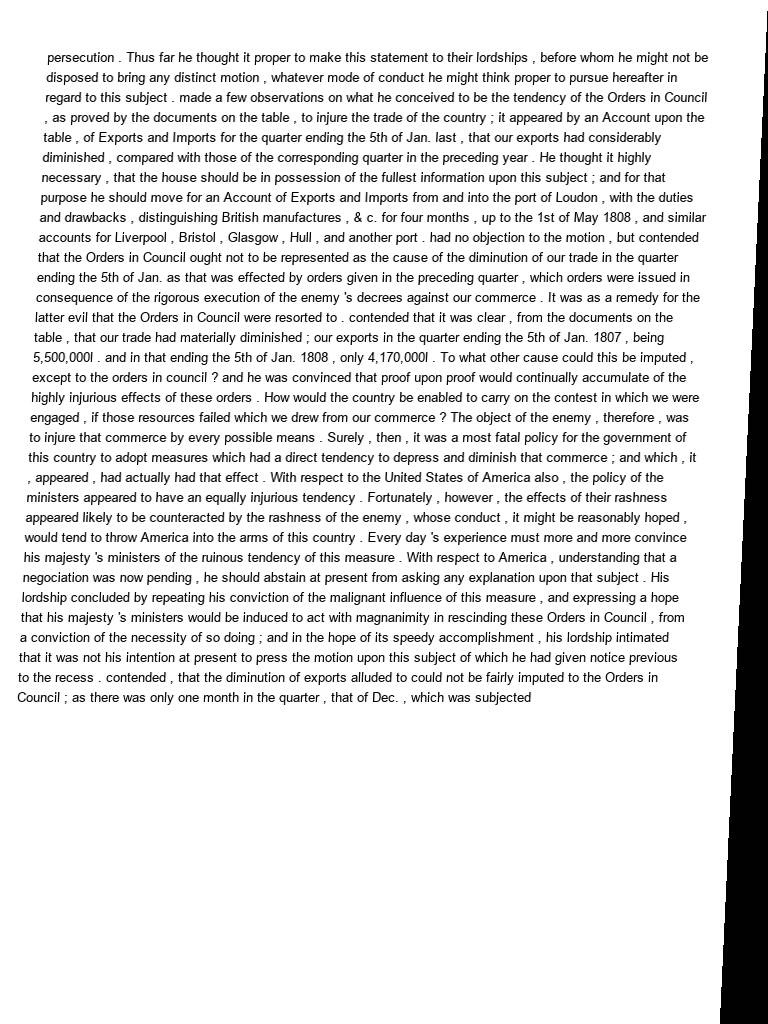 persecution . Thus far he thought it proper to make this statement to their lordships , before whom he might not be
disposed to bring any distinct motion , whatever mode of conduct he might think proper to pursue hereafter in
regard to this subject . made a few observations on what he conceived to be the tendency of the Orders in Council
, as proved by the documents on the table , to injure the trade of the country ; it appeared by an Account upon the
table , of Exports and Imports for the quarter ending the 5th of Jan. last , that our exports had considerably
diminished , compared with those of the corresponding quarter in the preceding year . He thought it highly
necessary , that the house should be in possession of the fullest information upon this subject ; and for that
purpose he should move for an Account of Exports and Imports from and into the port of Loudon , with the duties
and drawbacks , distinguishing British manufactures , & c. for four months , up to the 1st of May 1808 , and similar
accounts for Liverpool , Bristol , Glasgow , Hull , and another port . had no objection to the motion , but contended
that the Orders in Council ought not to be represented as the cause of the diminution of our trade in the quarter
ending the 5th of Jan. as that was effected by orders given in the preceding quarter , which orders were issued in
consequence of the rigorous execution of the enemy 's decrees against our commerce . It was as a remedy for the
latter evil that the Orders in Council were resorted to . contended that it was clear , from the documents on the
table , that our trade had materially diminished ; our exports in the quarter ending the 5th of Jan. 1807 , being
5,500,000l . and in that ending the 5th of Jan. 1808 , only 4,170,000l . To what other cause could this be imputed ,
except to the orders in council ? and he was convinced that proof upon proof would continually accumulate of the
highly injurious effects of these orders . How would the country be enabled to carry on the contest in which we were
engaged , if those resources failed which we drew from our commerce ? The object of the enemy , therefore , was
to injure that commerce by every possible means . Surely , then , it was a most fatal policy for the government of
this country to adopt measures which had a direct tendency to depress and diminish that commerce ; and which , it
, appeared , had actually had that effect . With respect to the United States of America also , the policy of the
ministers appeared to have an equally injurious tendency . Fortunately , however , the effects of their rashness
appeared likely to be counteracted by the rashness of the enemy , whose conduct , it might be reasonably hoped ,
would tend to throw America into the arms of this country . Every day 's experience must more and more convince
his majesty 's ministers of the ruinous tendency of this measure . With respect to America , understanding that a
negociation was now pending , he should abstain at present from asking any explanation upon that subject . His
lordship concluded by repeating his conviction of the malignant influence of this measure , and expressing a hope
that his majesty 's ministers would be induced to act with magnanimity in rescinding these Orders in Council , from
a conviction of the necessity of so doing ; and in the hope of its speedy accomplishment , his lordship intimated
that it was not his intention at present to press the motion upon this subject of which he had given notice previous
to the recess . contended , that the diminution of exports alluded to could not be fairly imputed to the Orders in
Council ; as there was only one month in the quarter , that of Dec. , which was subjected